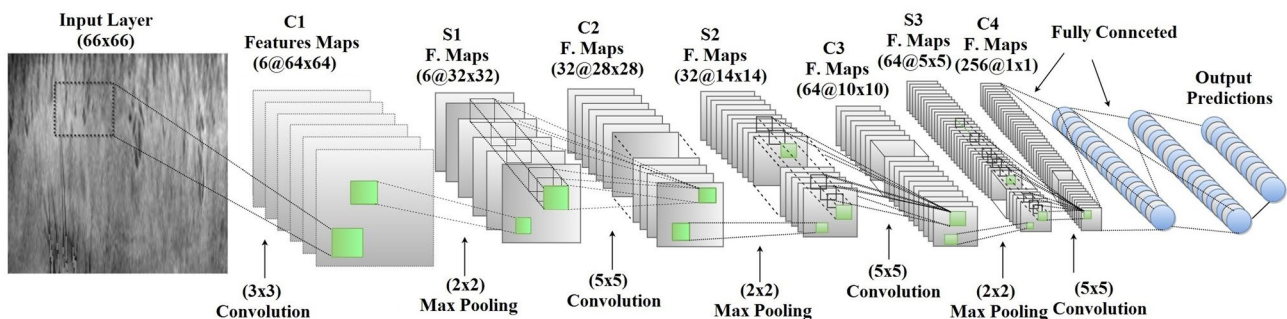 Input Layer
(66x66)
C1
Features Maps
(6@64x64)
S1
F. Maps
(6@32x32)
C2
F. Maps
(32@28x28)
S2
F. Maps
(32@14x14)
C3
F. Maps
(64@10x10)
S3
F. Maps
(64@5x5)
C4
F. Maps
(256@1x1)
Fully Connceted
Output
Predictions
(3x3)
Convolution
(2x2)
Max Pooling
(5x5)
Convolution
(2x2)
Max Pooling
(5x5)
Convolution
(2x2)
Max Pooling
(5x5)
Convolution